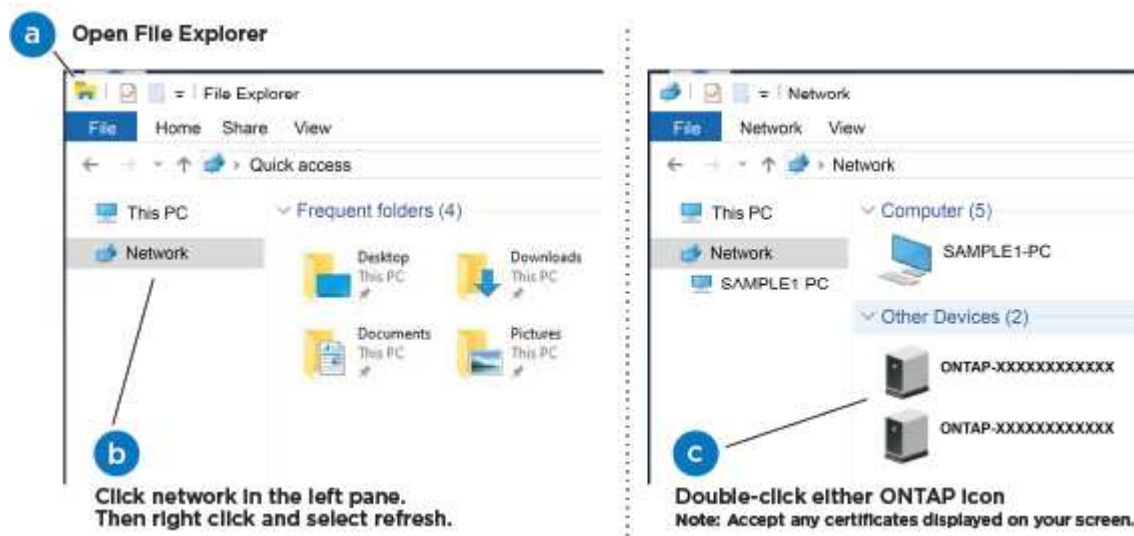 a Open File Explorer
File Explorer
File Home Share View
Quick access
This PC
Network
Frequent folders (4)
Desktop
This PC
Downloads
This PC
Documents
This PC
Pictures
This PC
b
Click network in the left pane.
Then right click and select refresh.
Network
File Network View
Network
This PC
Network
SAMPLE1 PC
Computer (5)
SAMPLE1-PC
Other Devices (2)
ONTAP-XXXXXXXXXXXX
ONTAP-XXXXXXXXXXXX
c
Double-click either ONTAP icon
Note: Accept any certificates displayed on your screen.